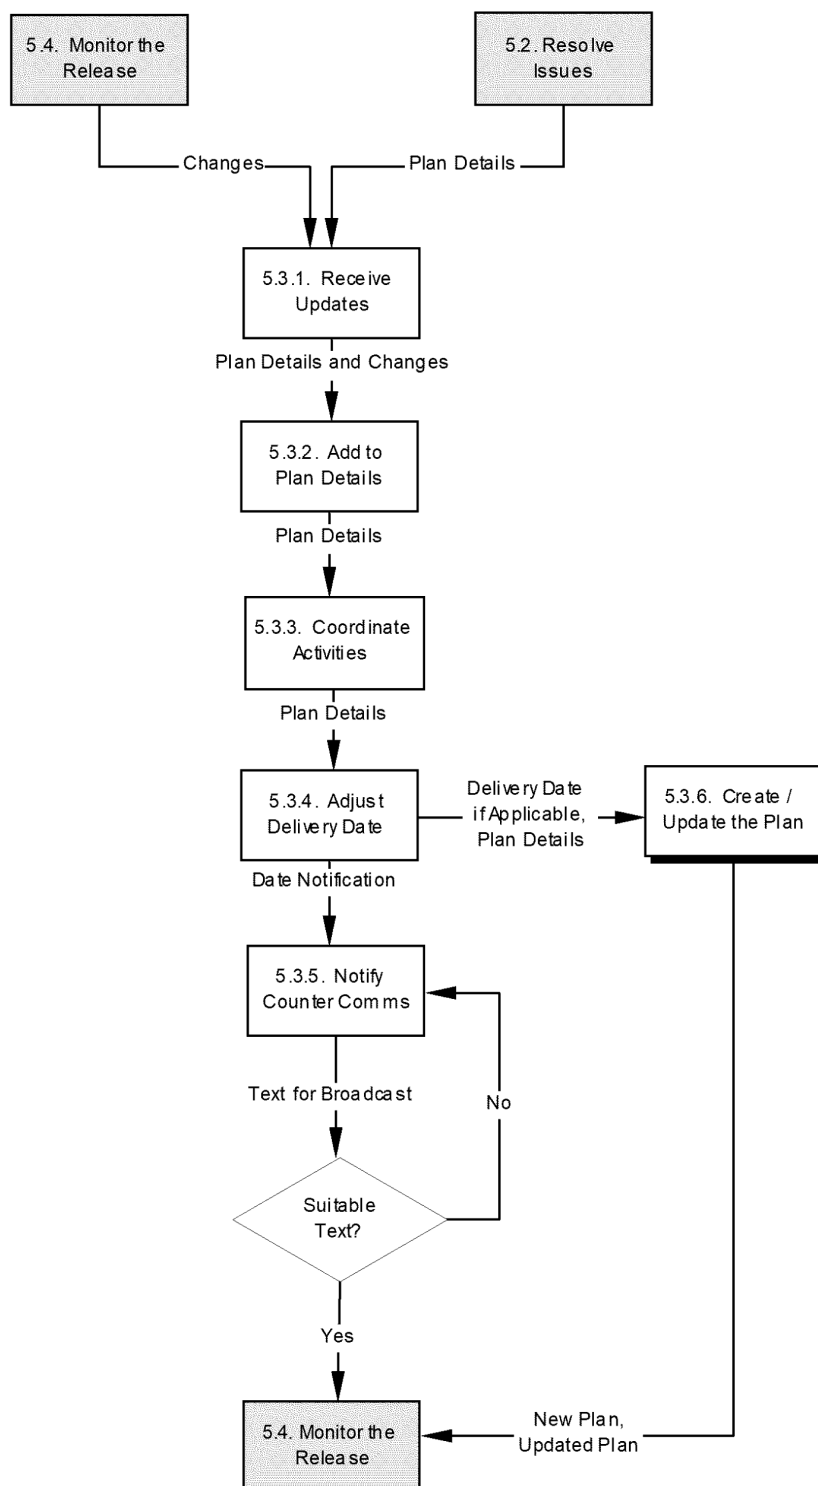 5.4. Monitor the
Release
5.2. Resolve
Issues
Changes
Plan Details
5.3.1. Receive
Updates
Plan Details and Changes
5.3.2. Add to
Plan Details
Plan Details
5.3.3. Coordinate
Activities
Plan Details
5.3.4. Adjust
Delivery Date
Delivery Date
if Applicable,
Plan Details
5.3.6. Create /
Update the Plan
Date Notification
5.3.5. Notify
Counter Comms
Text for Broadcast
No
Suitable
Text?
Yes
5.4. Monitor the
Release
New Plan,
Updated Plan